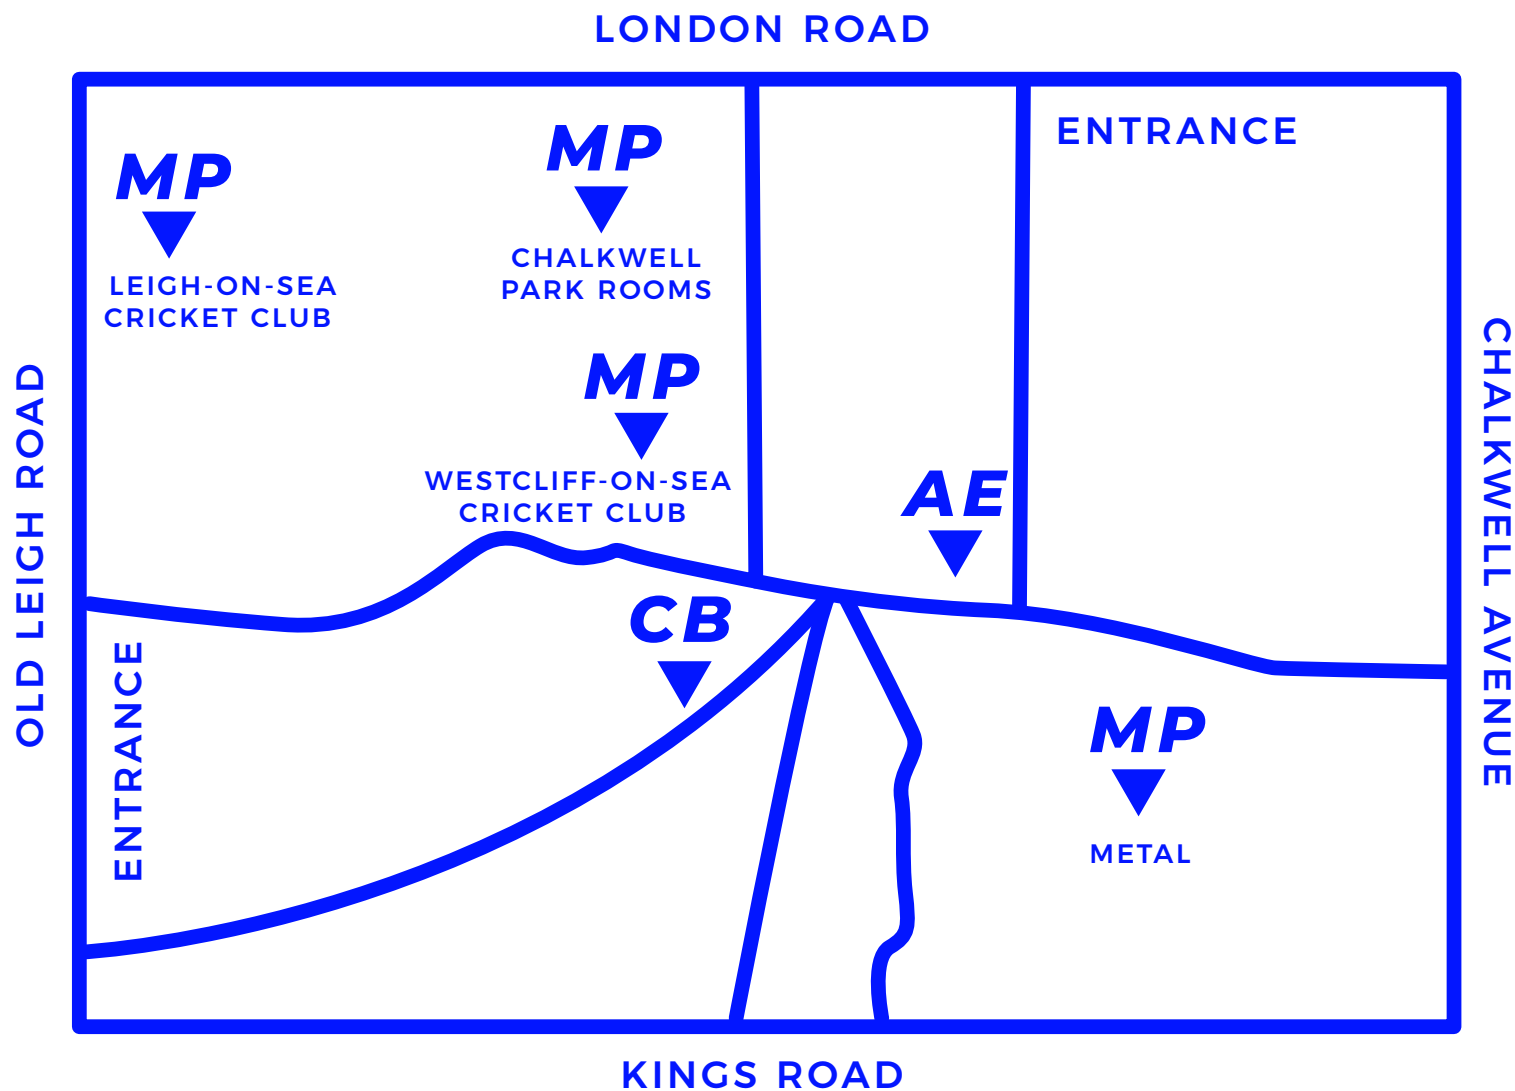 LONDON ROAD
ENTRANCE
MP
MP
CHALKWELL
PARK ROOMS
LEIGH-ON-SEA
CRICKET CLUB
MP
WESTCLIFF-ON-SEA
CRICKET CLUB
AE
OLD LEIGH ROAD
CHALKWELL AVENUE
CB
ENTRANCE
MP
METAL
KINGS ROAD